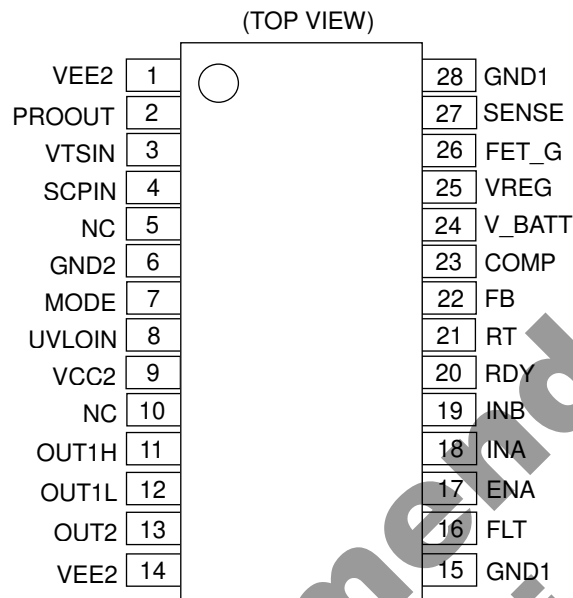 (TOP VIEW)
VEE2 1 28 GND1
PROOUT 2 27 SENSE
VTSIN 3 26 FET_G
SCPIN 4 25 VREG
NC 5 24 V_BATT
GND2 6 23 COMP
MODE 7 22 FB
UVLOIN 8 21 RT
VCC2 9 20 RDY
NC 10 19 INB
OUT1H 11 18 INA
OUT1L 12 17 ENA
OUT2 13 16 FLT
VEE2 14 15 GND1
mend